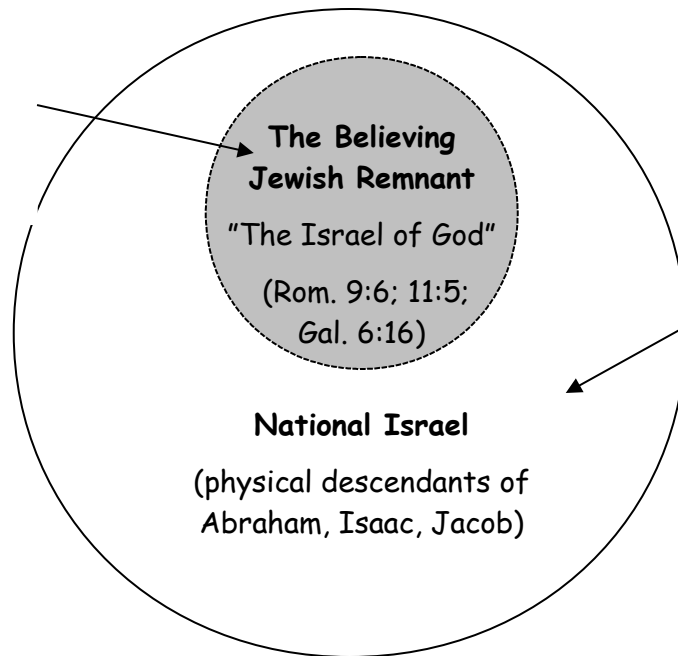 The Believing
Jewish Remnant
”The Israel of God”
(Rom. 9:6; 11:5;
Gal. 6:16)
National Israel
(physical descendants of
Abraham, Isaac, Jacob)